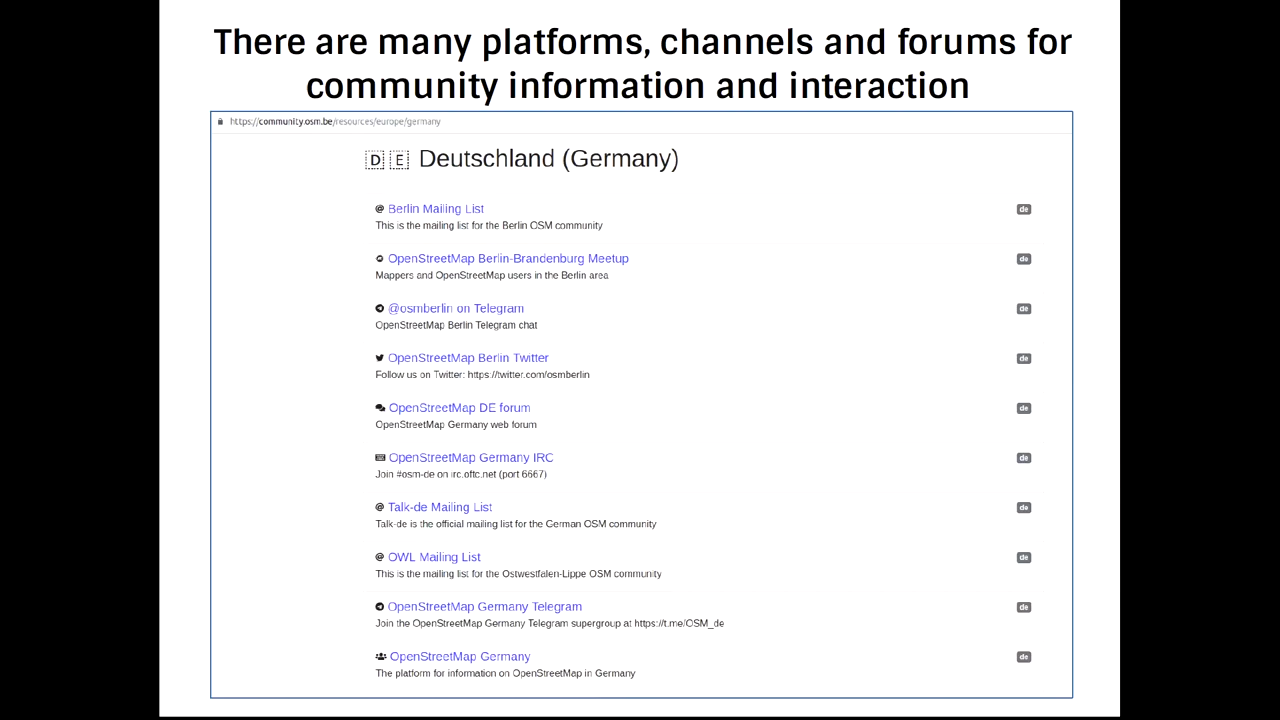 There are many platforms, channels and forums for
community information and interaction
https://community.osm.be/resources/europe/germany
🇩 🇪 Deutschland (Germany)
@ Berlin Mailing List de
This is the mailing list for the Berlin OSM community
OpenStreetMap Berlin-Brandenburg Meetup de
Mappers and OpenStreetMap users in the Berlin area
@osmberlin on Telegram de
OpenStreetMap Berlin Telegram chat
OpenStreetMap Berlin Twitter de
Follow us on Twitter: https://twitter.com/osmberlin
OpenStreetMap DE forum de
OpenStreetMap Germany web forum
OpenStreetMap Germany IRC de
Join #osm-de on irc.oftc.net (port 6667)
@ Talk-de Mailing List de
Talk-de is the official mailing list for the German OSM community
@ OWL Mailing List de
This is the mailing list for the Ostwestfalen-Lippe OSM community
OpenStreetMap Germany Telegram de
Join the OpenStreetMap Germany Telegram supergroup at https://t.me/OSM_de
OpenStreetMap Germany de
The platform for information on OpenStreetMap in Germany